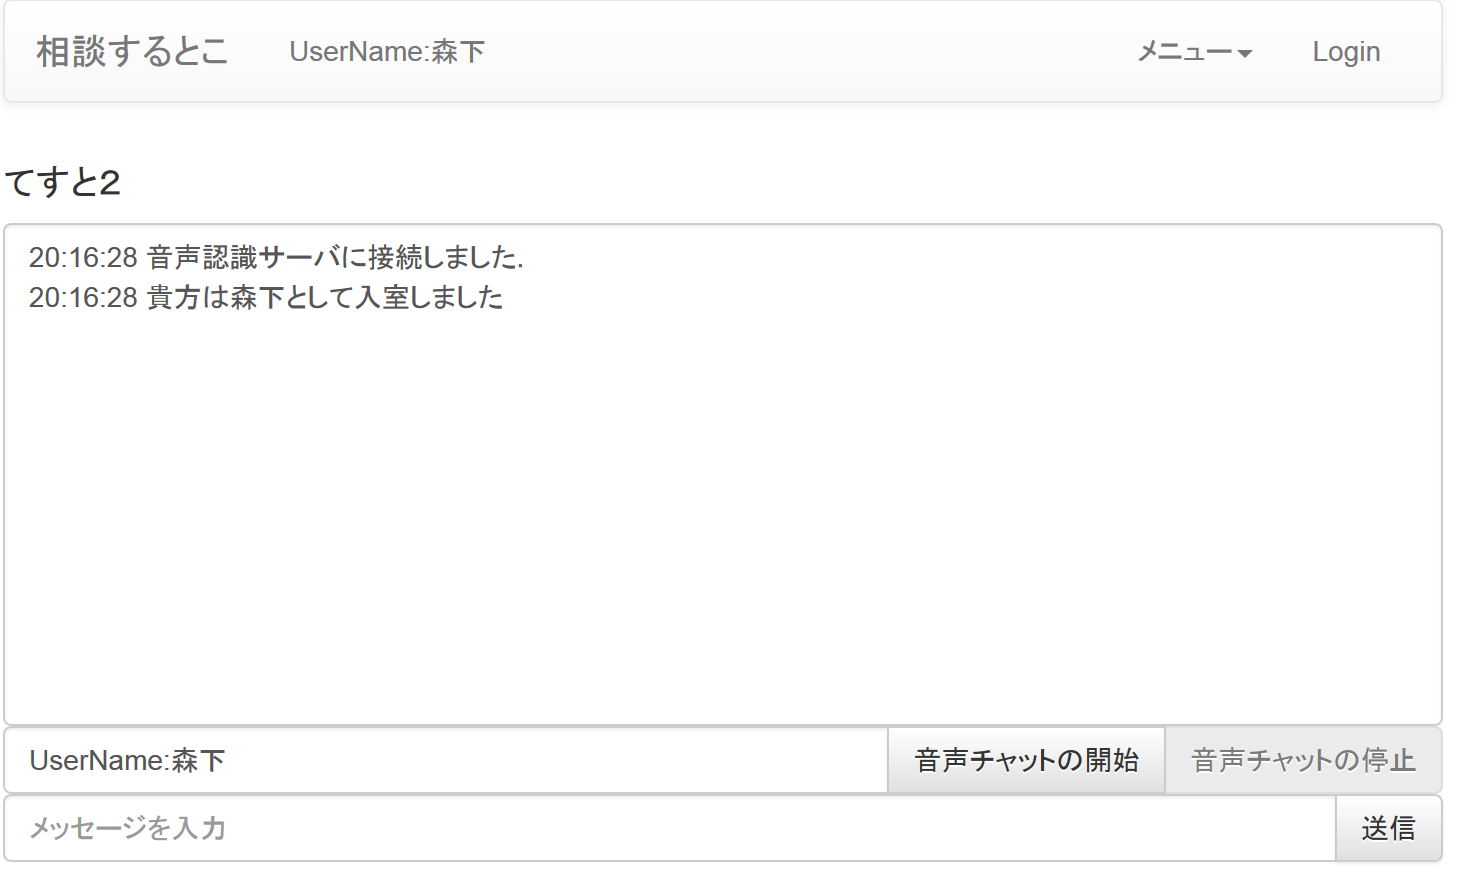 相談するとこ UserName:森下 メニュー Login
てすと2
20:16:28 音声認識サーバに接続しました.
20:16:28 貴方は森下として入室しました
UserName:森下 音声チャットの開始 音声チャットの停止
メッセージを入力 送信